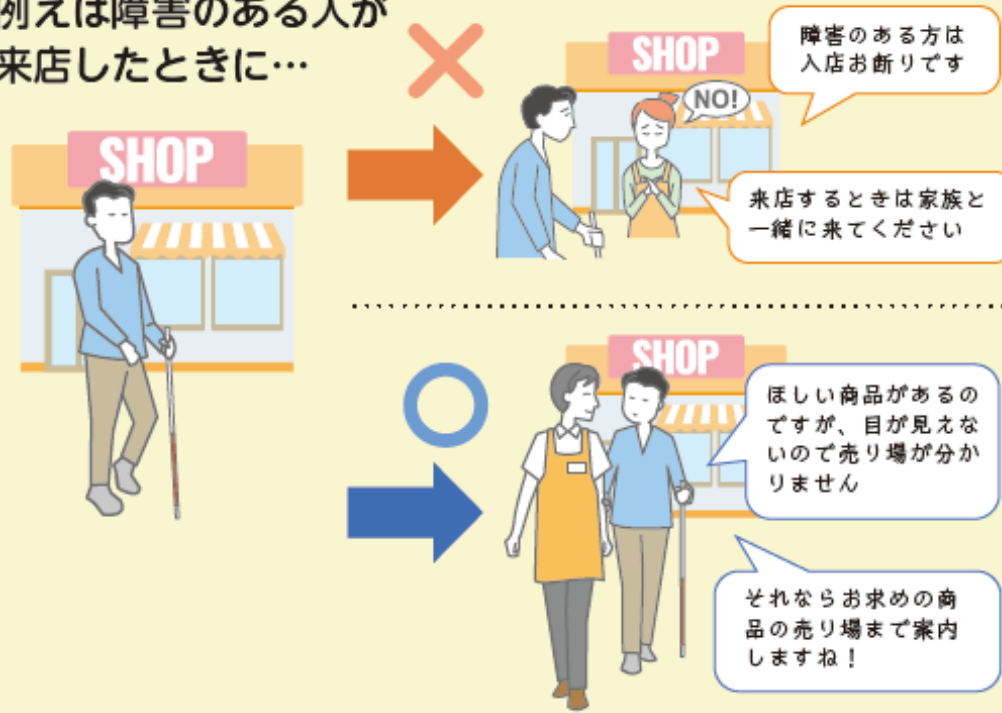 例えば障害のある人が
来店したときに…
SHOP
SHOP
NO!
障害のある方は
入店お断りです
来店するときは家族と
一緒に来てください
SHOP
ほしい商品があるの
ですが、目が見えな
いので売り場が分か
りません
それならお求めの商
品の売り場まで案内
しますね！